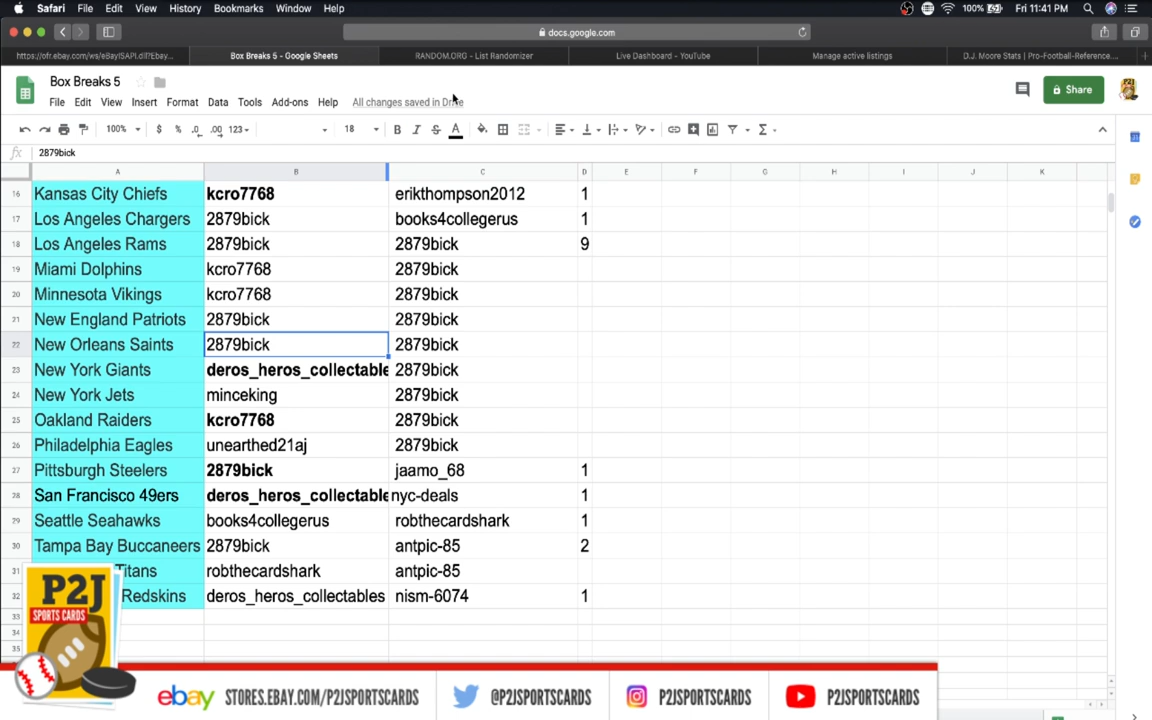 Safari File Edit View History Bookmarks Window Help 100% Fri 11:41 PM
docs.google.com
https://ofr.ebay.com/ws/eBayISAPI.dll?Ebay... Box Breaks 5 - Google Sheets RANDOM.ORG - List Randomizer Live Dashboard - YouTube Manage active listings D.J. Moore Stats | Pro-Football-Reference....
Box Breaks 5
File Edit View Insert Format Data Tools Add-ons Help All changes saved in Drive Share
100% $ % .0 .00 123 18 B I S A
fx 2879bick
A B C D E F G H I J K
16 Kansas City Chiefs kcro7768 erikthompson2012 1
17 Los Angeles Chargers 2879bick books4collegerus 1
18 Los Angeles Rams 2879bick 2879bick 9
19 Miami Dolphins kcro7768 2879bick
20 Minnesota Vikings kcro7768 2879bick
21 New England Patriots 2879bick 2879bick
22 New Orleans Saints 2879bick 2879bick
23 New York Giants deros_heros_collectable 2879bick
24 New York Jets minceking 2879bick
25 Oakland Raiders kcro7768 2879bick
26 Philadelphia Eagles unearthed21aj 2879bick
27 Pittsburgh Steelers 2879bick jaamo_68 1
28 San Francisco 49ers deros_heros_collectable nyc-deals 1
29 Seattle Seahawks books4collegerus robthecardshark 1
30 Tampa Bay Buccaneers 2879bick antpic-85 2
31 Titans robthecardshark antpic-85
32 Redskins deros_heros_collectables nism-6074 1
33
34
35
P2J
SPORTS CARDS
ebay STORES.EBAY.COM/P2JSPORTSCARDS @P2JSPORTSCARDS P2JSPORTSCARDS P2JSPORTSCARDS